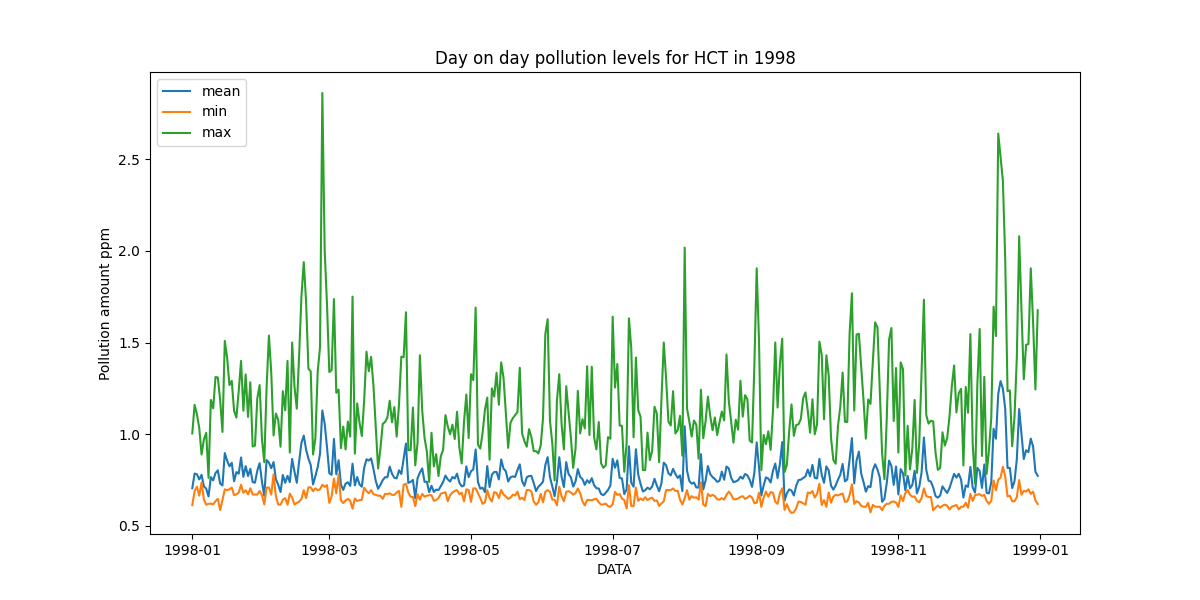 Day on day pollution levels for HCT in 1998
mean
min
max
Pollution amount ppm
2.5
2.0
1.5
1.0
0.5
1998-01
1998-03
1998-05
1998-07
1998-09
1998-11
1999-01
DATA